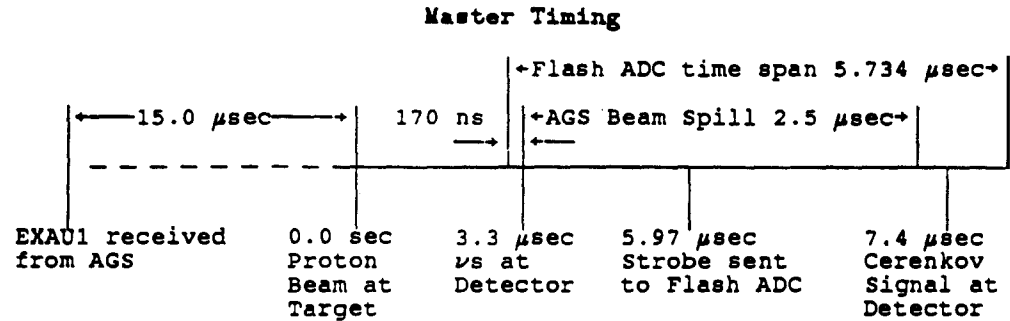 Master Timing
Flash ADC time span 5.734 μsec
15.0 μsec
170 ns
AGS Beam Spill 2.5 μsec
EXAU1 received
from AGS
0.0 sec
Proton
Beam at
Target
3.3 μsec
νs at
Detector
5.97 μsec
Strobe sent
to Flash ADC
7.4 μsec
Cerenkov
Signal at
Detector